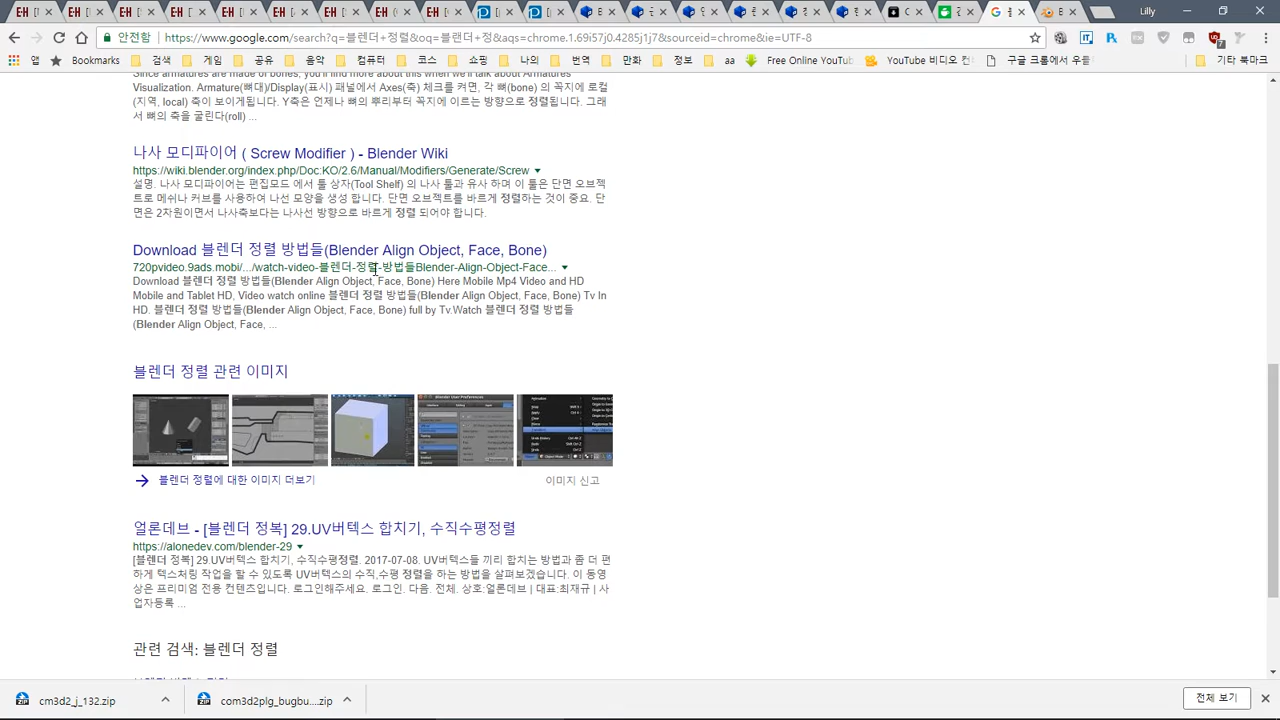 Lilly
안전함 https://www.google.com/search?q=블렌더+정렬&oq=블랜더+정&aqs=chrome.1.69i57j0.4285j1j7&sourceid=chrome&ie=UTF-8
앱 Bookmarks 검색 게임 공유 음악 컴퓨터 코스 쇼핑 나의 번역 만화 정보 aa Free Online YouTub YouTube 비디오 컨 구글 크롬에서 우를 기타 북마크
Since armatures are made of bones, you'll find more about this when we'll talk about Armatures
Visualization. Armature(뼈대)/Display(표시) 패널에서 Axes(축) 체크를 켜면, 각 뼈(bone) 의 꼭지에 로컬
(지역, local) 축이 보이게됩니다. Y축은 언제나 뼈의 뿌리부터 꼭지에 이르는 방향으로 정렬됩니다. 그래
서 뼈의 축을 굴린다(roll) ...
나사 모디파이어 ( Screw Modifier ) - Blender Wiki
https://wiki.blender.org/index.php/Doc:KO/2.6/Manual/Modifiers/Generate/Screw
설명. 나사 모디파이어는 편집모드 에서 툴 상자(Tool Shelf) 의 나사 툴과 유사 하며 이 툴은 단면 오브젝
트로 메쉬나 커브를 사용하여 나선 모양을 생성 합니다. 단면 오브젝트를 바르게 정렬하는 것이 중요. 단
면은 2차원이면서 나사축보다는 나사선 방향으로 바르게 정렬 되어야 합니다.
Download 블렌더 정렬 방법들(Blender Align Object, Face, Bone)
720pvideo.9ads.mobi/.../watch-video-블렌더-정렬-방법들Blender-Align-Object-Face...
Download 블렌더 정렬 방법들(Blender Align Object, Face, Bone) Here Mobile Mp4 Video and HD
Mobile and Tablet HD, Video watch online 블렌더 정렬 방법들(Blender Align Object, Face, Bone) Tv In
HD. 블렌더 정렬 방법들(Blender Align Object, Face, Bone) full by Tv.Watch 블렌더 정렬 방법들
(Blender Align Object, Face, ...
블렌더 정렬 관련 이미지
블렌더 정렬에 대한 이미지 더보기 이미지 신고
얼론데브 - [블렌더 정복] 29.UV버텍스 합치기, 수직수평정렬
https://alonedev.com/blender-29
[블렌더 정복] 29.UV버텍스 합치기, 수직수평정렬. 2017-07-08. UV버텍스들 끼리 합치는 방법과 좀 더 편
하게 텍스처링 작업을 할 수 있도록 UV버텍스의 수직,수평 정렬을 하는 방법을 살펴보겠습니다. 이 동영
상은 프리미엄 전용 컨텐츠입니다. 로그인해주세요. 로그인. 다음. 전체. 상호:얼론데브 | 대표:최재규 | 사
업자등록 ...
관련 검색: 블렌더 정렬
cm3d2_j_132.zip com3d2plg_bugbu....zip 전체 보기